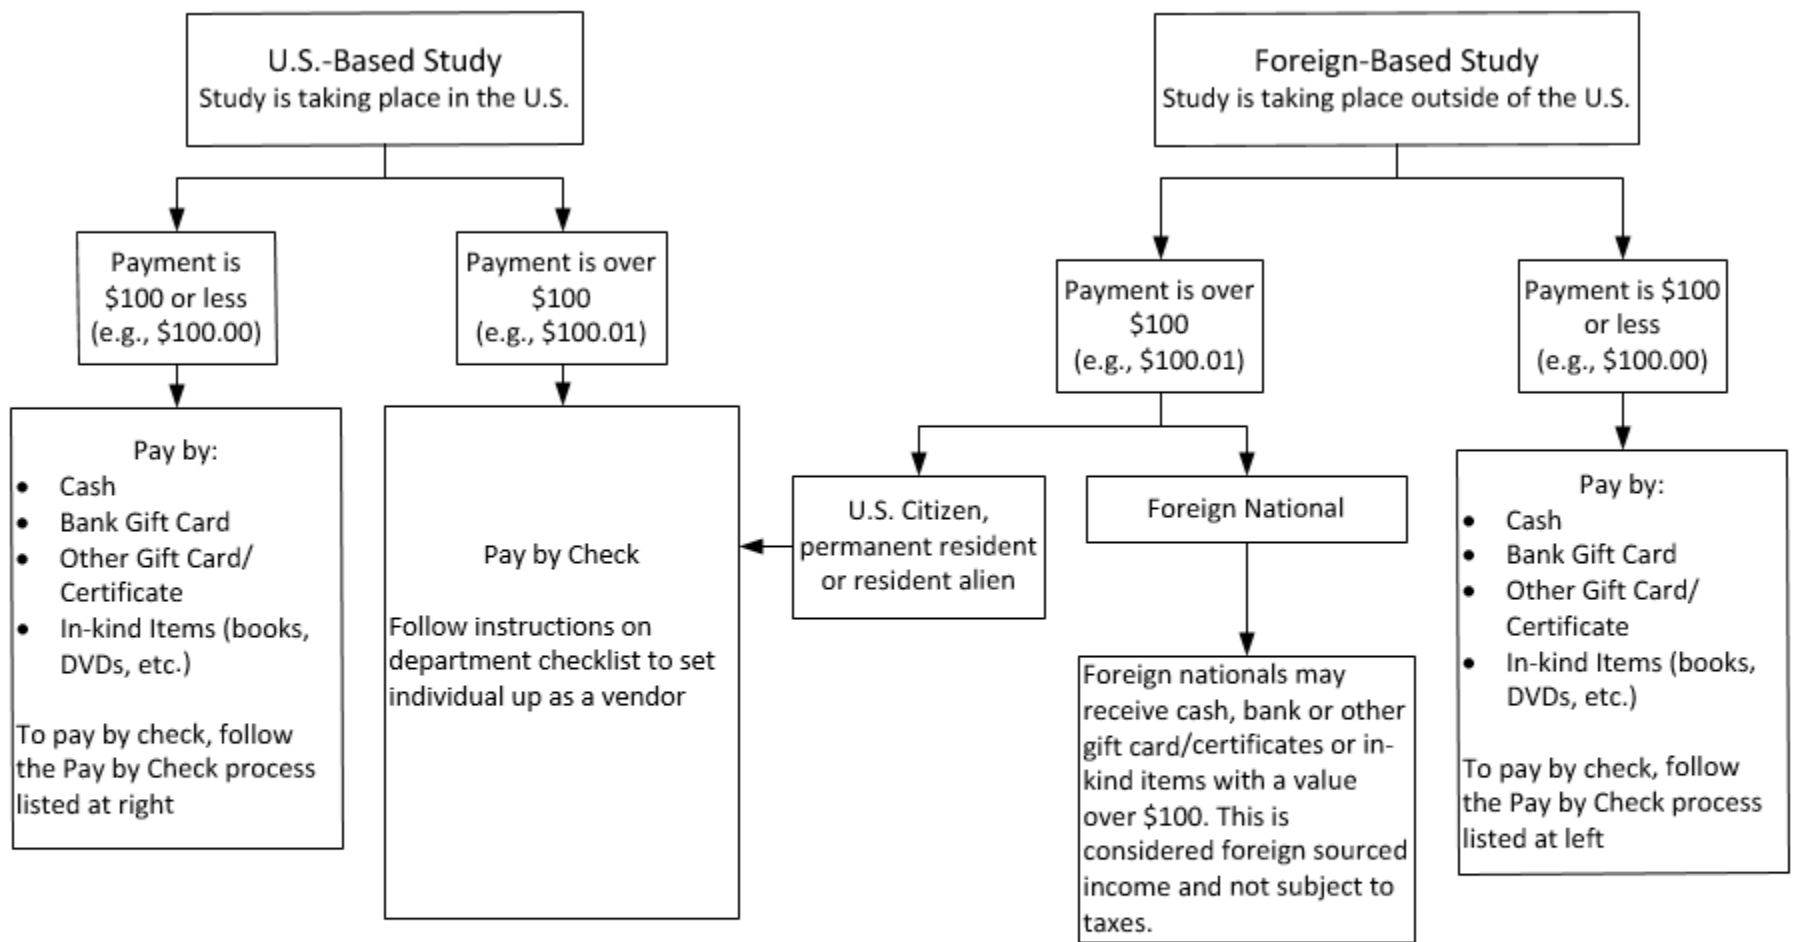 U.S.-Based Study
Study is taking place in the U.S.
Foreign-Based Study
Study is taking place outside of the U.S.
Payment is
$100 or less
(e.g., $100.00)
Payment is over
$100
(e.g., $100.01)
Payment is over
$100
(e.g., $100.01)
Payment is $100
or less
(e.g., $100.00)
Pay by:
• Cash
• Bank Gift Card
• Other Gift Card/
Certificate
• In-kind Items (books,
DVDs, etc.)
To pay by check, follow
the Pay by Check process
listed at right
Pay by Check
Follow instructions on
department checklist to set
individual up as a vendor
U.S. Citizen,
permanent resident
or resident alien
Foreign National
Foreign nationals may
receive cash, bank or other
gift card/certificates or in-
kind items with a value
over $100. This is
considered foreign sourced
income and not subject to
taxes.
Pay by:
• Cash
• Bank Gift Card
• Other Gift Card/
Certificate
• In-kind Items (books,
DVDs, etc.)
To pay by check, follow
the Pay by Check process
listed at left